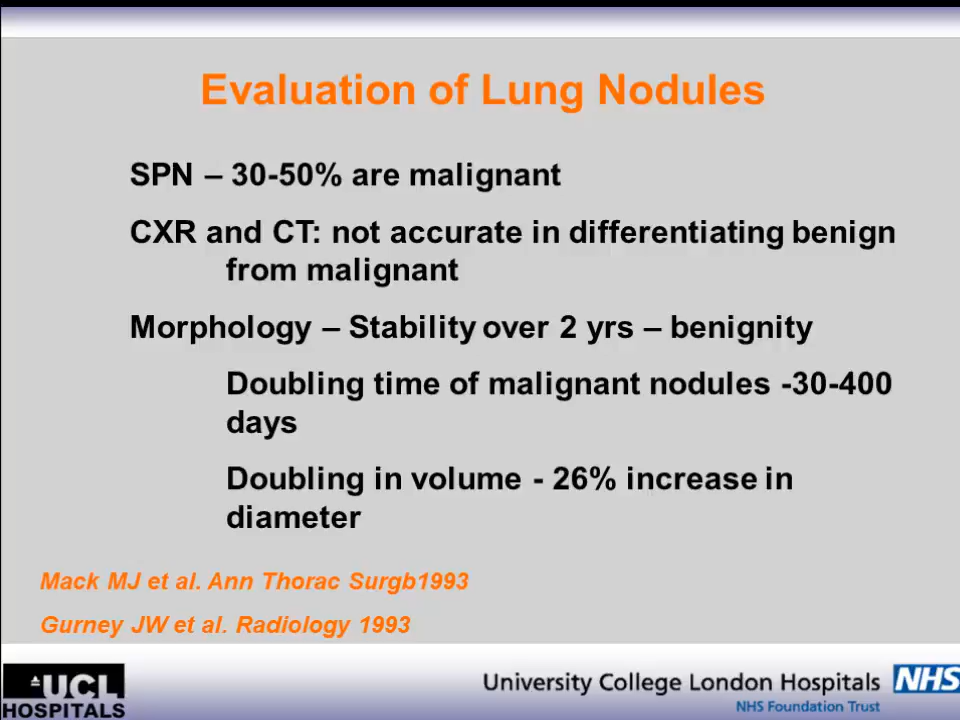 Evaluation of Lung Nodules
SPN – 30-50% are malignant
CXR and CT: not accurate in differentiating benign
from malignant
Morphology – Stability over 2 yrs – benignity
Doubling time of malignant nodules -30-400
days
Doubling in volume - 26% increase in
diameter
Mack MJ et al. Ann Thorac Surgb1993
Gurney JW et al. Radiology 1993
UCL
HOSPITALS
University College London Hospitals NHS
NHS Foundation Trust